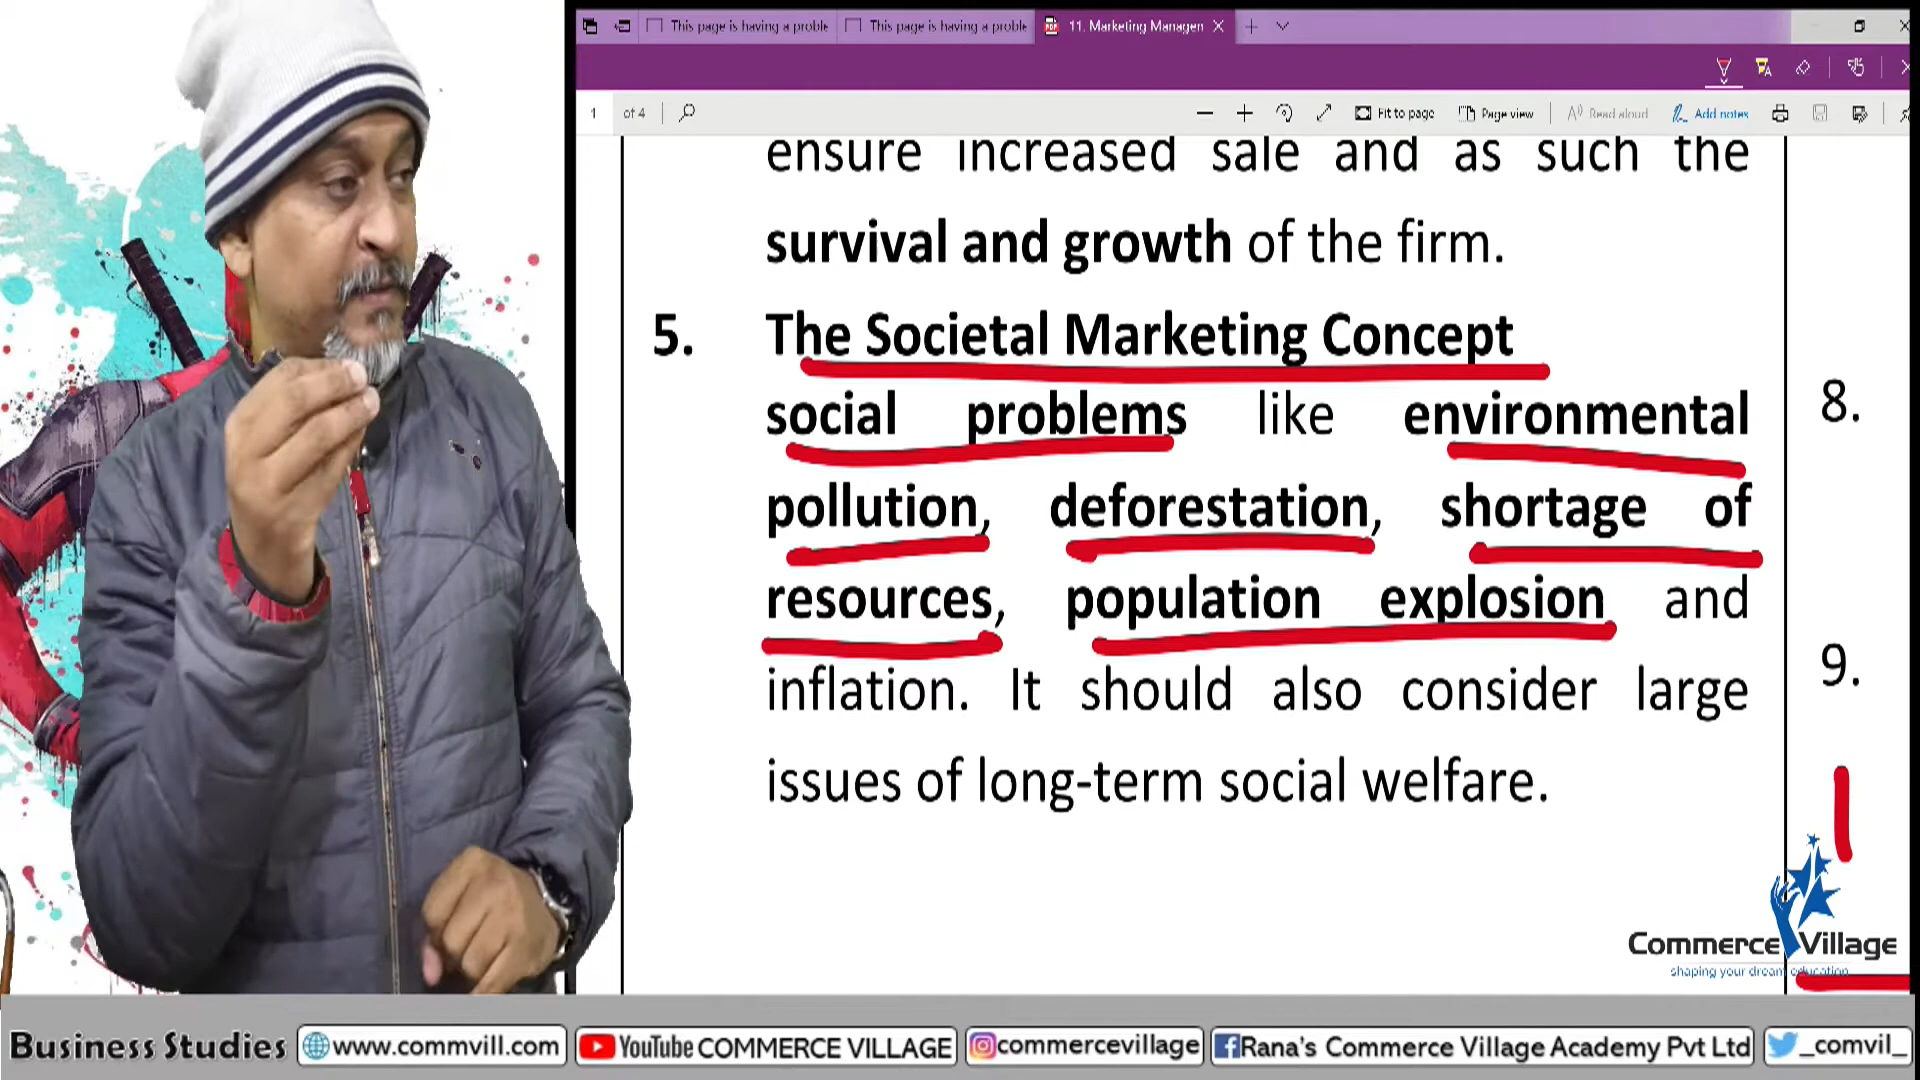 This page is having a proble
This page is having a proble
11. Marketing Managen
1 of 4
Fit to page
Page view
Read aloud
Add notes
ensure increased sale and as such the
survival and growth of the firm.
5. The Societal Marketing Concept
social problems like environmental
pollution, deforestation, shortage of
resources, population explosion and
inflation. It should also consider large
issues of long-term social welfare.
8.
9.
Commerce Village
shaping your dream education
Business Studies
www.commvill.com
YouTube COMMERCE VILLAGE
commercevillage
Rana's Commerce Village Academy Pvt Ltd
_comvil_